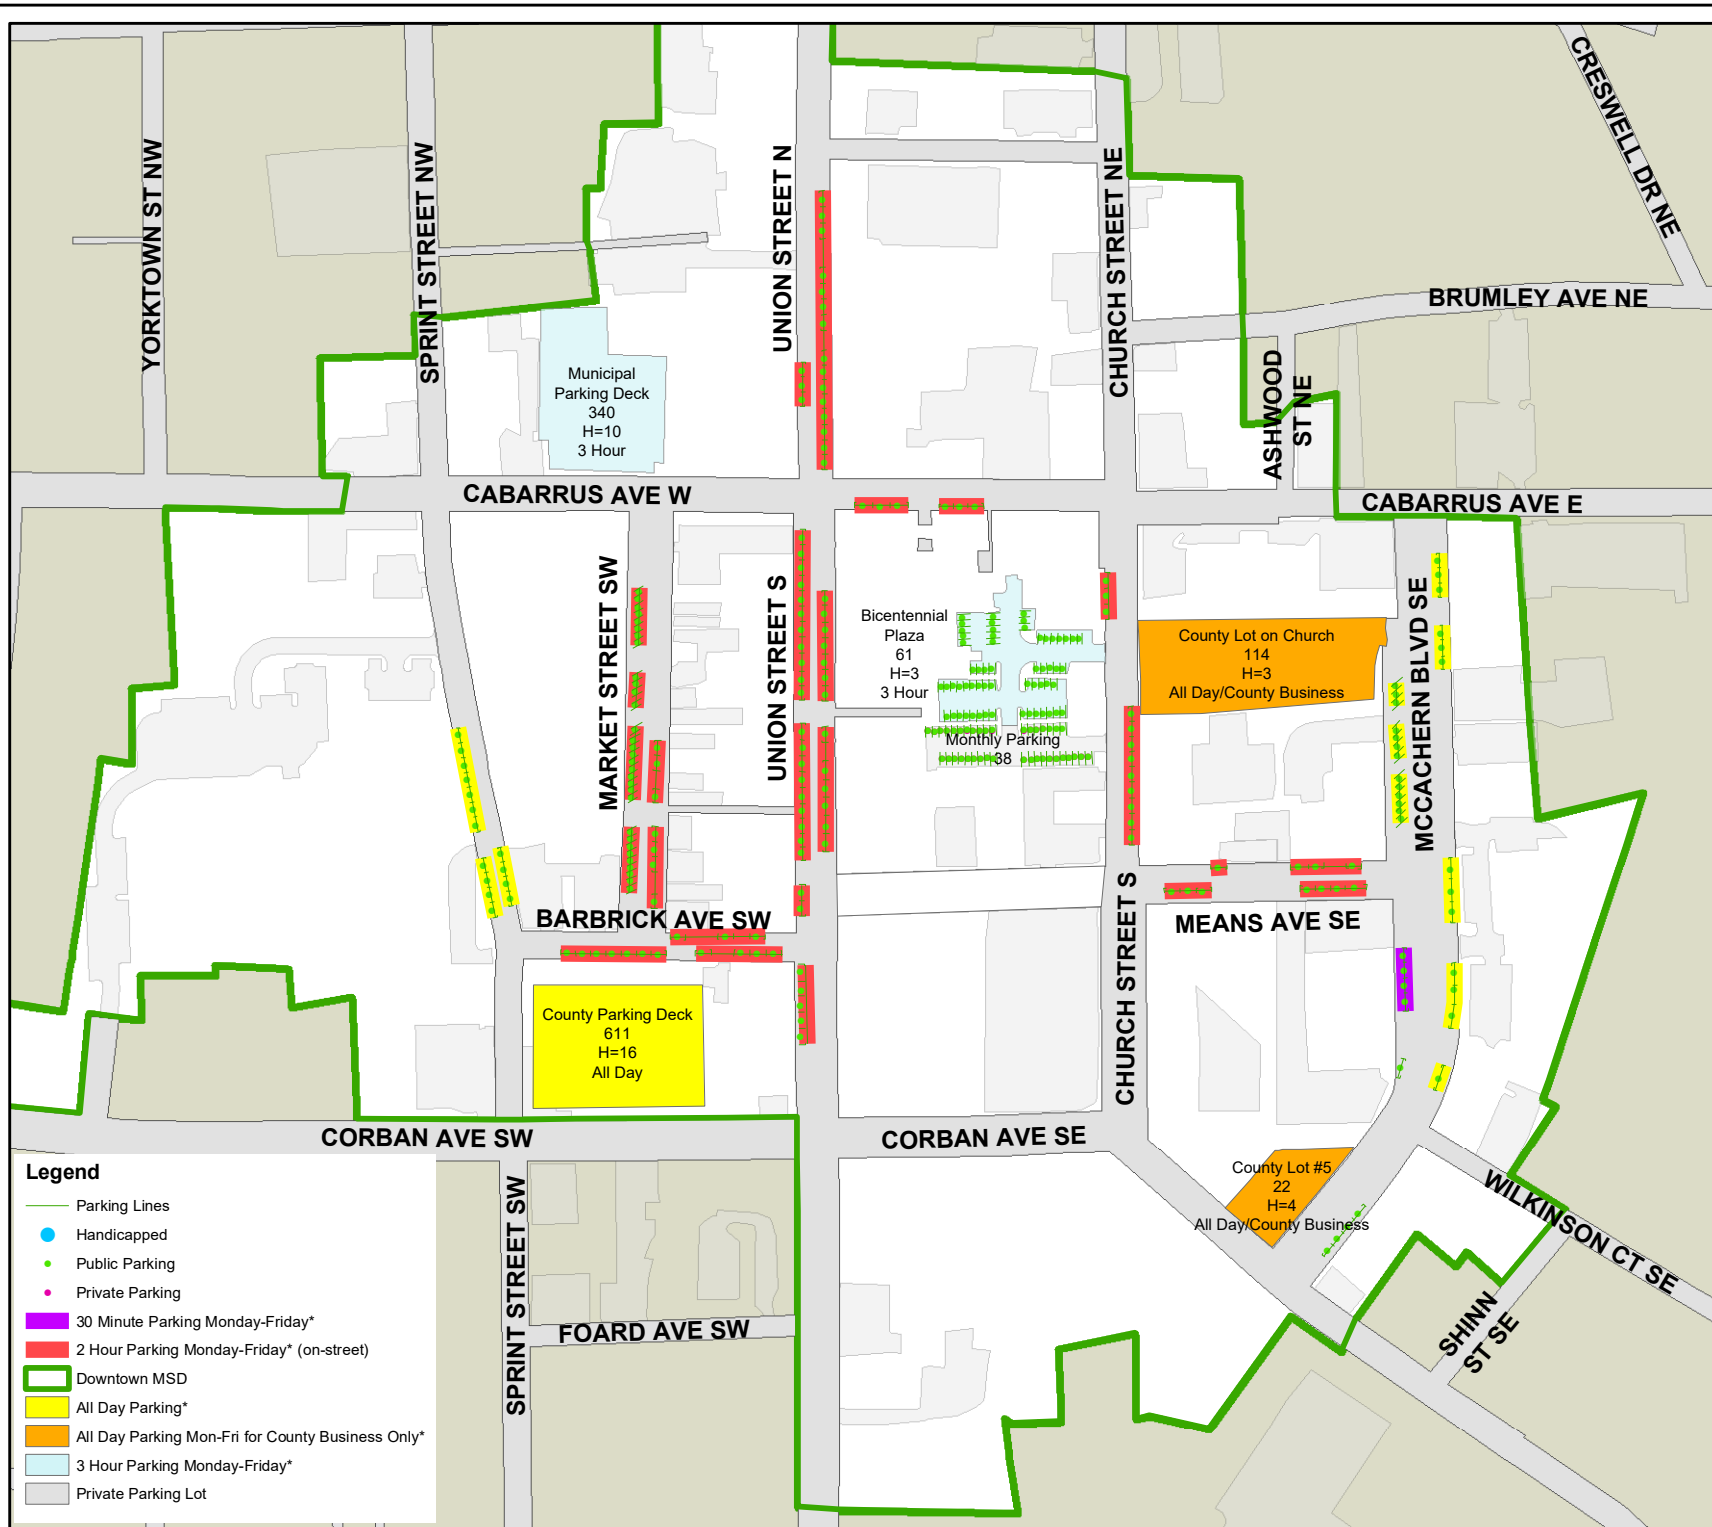 CRESWELL DR NE
YORKTOWN ST NW
SPRINT STREET NW
UNION STREET N
CHURCH STREET NE
BRUMLEY AVE NE
ASHWOOD
ST NE
Municipal
Parking Deck
340
H=10
3 Hour
CABARRUS AVE W
CABARRUS AVE E
MARKET STREET SW
UNION STREET S
Bicentennial
Plaza
61
H=3
3 Hour
County Lot on Church
114
H=3
All Day/County Business
MCCACHERN BLVD SE
Monthly Parking
38
BARBRICK AVE SW
MEANS AVE SE
CHURCH STREET S
County Parking Deck
611
H=16
All Day
CORBAN AVE SW
CORBAN AVE SE
County Lot #5
22
H=4
All Day/County Business
WILKINSON CT SE
SHINN
ST SE
SPRINT STREET SW
FOARD AVE SW
Legend
Parking Lines
Handicapped
Public Parking
Private Parking
30 Minute Parking Monday-Friday*
2 Hour Parking Monday-Friday* (on-street)
Downtown MSD
All Day Parking*
All Day Parking Mon-Fri for County Business Only*
3 Hour Parking Monday-Friday*
Private Parking Lot